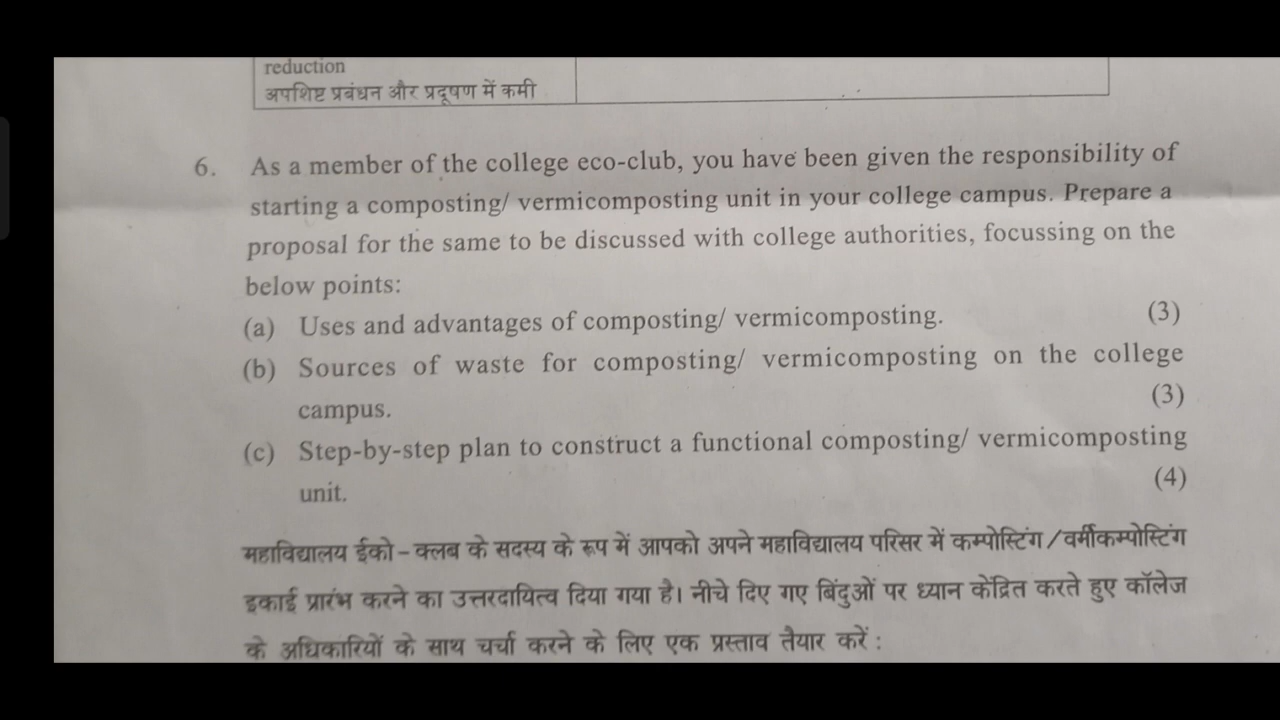 reduction
अपशिष्ट प्रबंधन और प्रदूषण में कमी
6. As a member of the college eco-club, you have been given the responsibility of
starting a composting/ vermicomposting unit in your college campus. Prepare a
proposal for the same to be discussed with college authorities, focussing on the
below points:
(a) Uses and advantages of composting/ vermicomposting. (3)
(b) Sources of waste for composting/ vermicomposting on the college
campus. (3)
(c) Step-by-step plan to construct a functional composting/ vermicomposting
unit. (4)
महाविद्यालय ईको-क्लब के सदस्य के रूप में आपको अपने महाविद्यालय परिसर में कम्पोस्टिंग/वर्मीकम्पोस्टिंग
इकाई प्रारंभ करने का उत्तरदायित्व दिया गया है। नीचे दिए गए बिंदुओं पर ध्यान केंद्रित करते हुए कॉलेज
के अधिकारियों के साथ चर्चा करने के लिए एक प्रस्ताव तैयार करें :